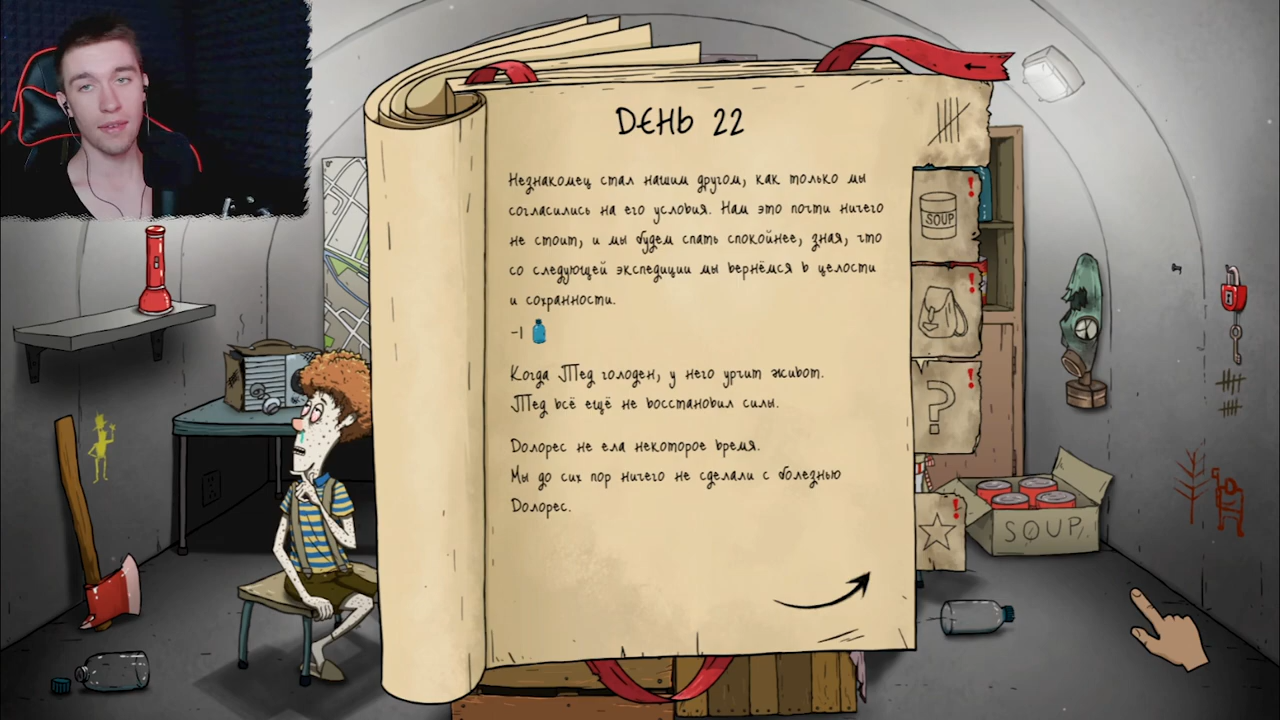 День 22
Незнакомец стал нашим другом, как только мы
согласились на его условия. Нам это почти ничего
не стоит, и мы будем спать спокойнее, зная, что
со следующей экспедиции мы вернёмся в целости
и сохранности.
-1
Когда Тед голоден, у него урчит живот.
Тед всё ещё не восстановил силы.
Долорес не ела некоторое время.
Мы до сих пор ничего не сделали с болезнью
Долорес.
!
SOUP
!
!
?
!
SOUP